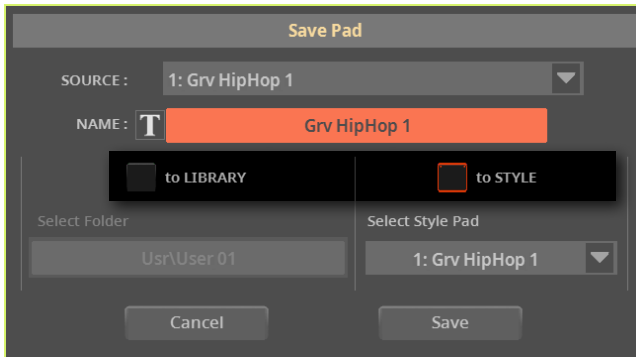 Save Pad
SOURCE : 1: Grv HipHop 1
NAME : T Grv HipHop 1
to LIBRARY to STYLE
Select Folder Select Style Pad
Usr\User 01 1: Grv HipHop 1
Cancel Save